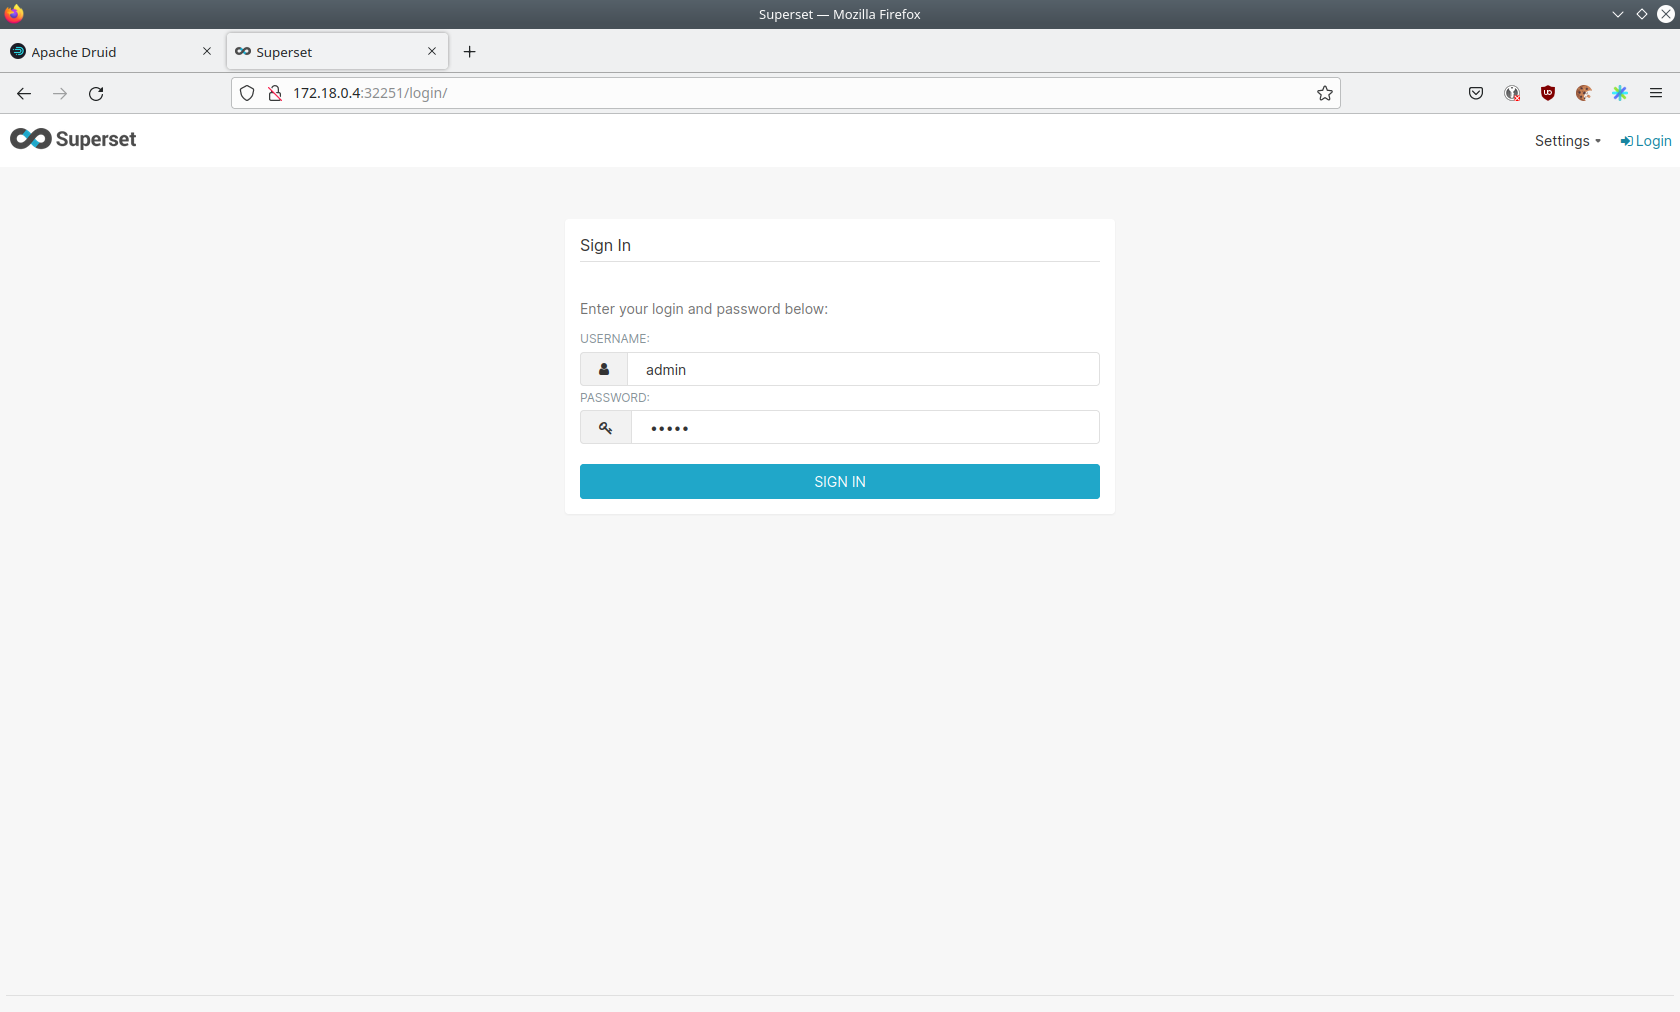 Superset — Mozilla Firefox
Apache Druid
Superset
172.18.0.4:32251/login/
Superset
Settings
Login
Sign In
Enter your login and password below:
USERNAME:
admin
PASSWORD:
•••••
SIGN IN